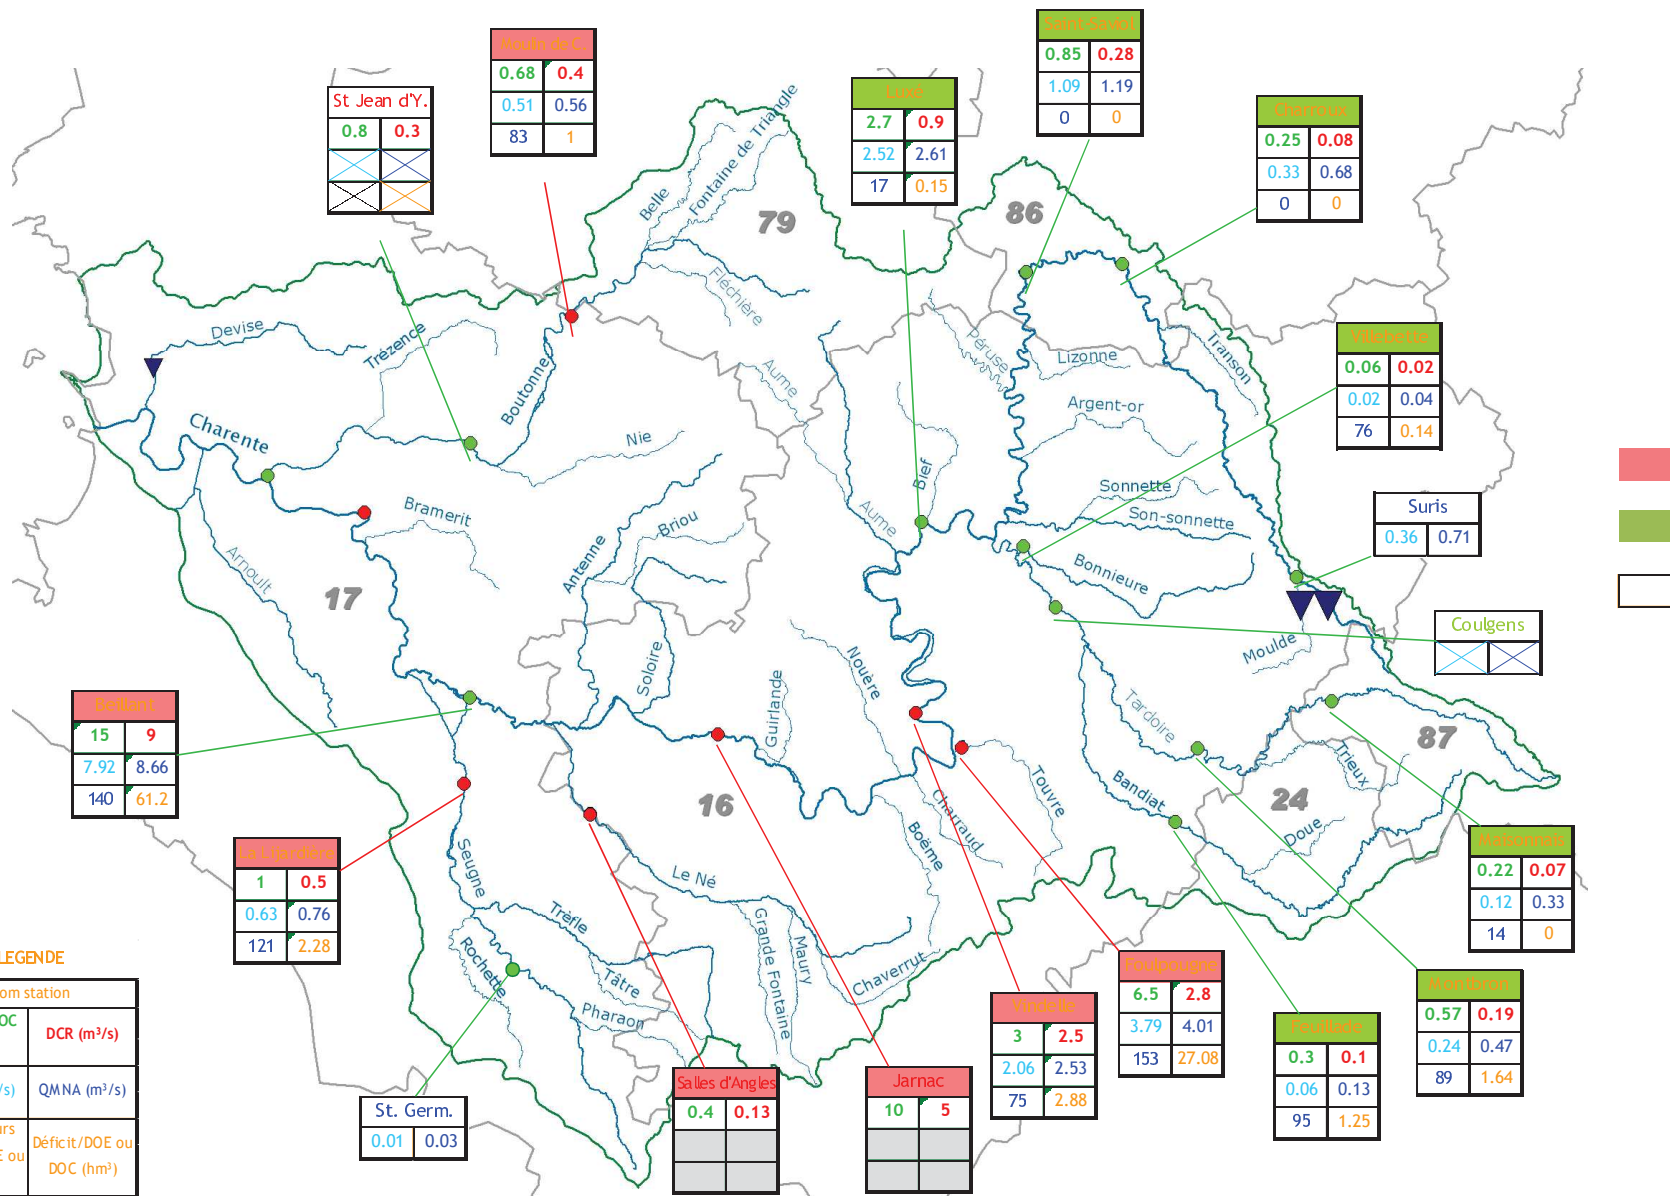 Saint-Saviol
0.85 0.28
1.09 1.19
0 0
Moulin de C.
0.68 0.4
0.51 0.56
83 1
St Jean d'Y.
0.8 0.3
Luxé
2.7 0.9
2.52 2.61
17 0.15
Charroux
0.25 0.08
0.33 0.68
0 0
Villebette
0.06 0.02
0.02 0.04
76 0.14
Suris
0.36 0.71
Coulgens
Beillant
15 9
7.92 8.66
140 61.2
La Lijardière
1 0.5
0.63 0.76
121 2.28
Maisonnais
0.22 0.07
0.12 0.33
14 0
Montbron
0.57 0.19
0.24 0.47
89 1.64
Feuillade
0.3 0.1
0.06 0.13
95 1.25
Foulpougne
6.5 2.8
3.79 4.01
153 27.08
Vindelle
3 2.5
2.06 2.53
75 2.88
Jarnac
10 5
Salles d'Angles
0.4 0.13
St. Germ.
0.01 0.03
79
86
17
16
87
24
Belle
Fontaine de Triangle
Fléchière
Devise
Trézence
Boutonne
Charente
Nie
Bramerit
Arnoult
Antenne
Briou
Soloire
Aume
Aume
Bief
Péruse
Lizonne
Transon
Argent-or
Sonnette
Son-sonnette
Bonnieure
Moulde
Tardoire
Trieux
Bandiat
Doue
Nouère
Guirlande
Touvre
Charraud
Boëme
Le Né
Seugne
Trèfle
Rochette
Tâtre
Pharaon
Grande Fontaine
Maury
Chaverrut
LEGENDE
om station
OC
DCR (m³/s)
/s)
QMNA (m³/s)
urs
E ou
Déficit/DOE ou
DOC (hm³)